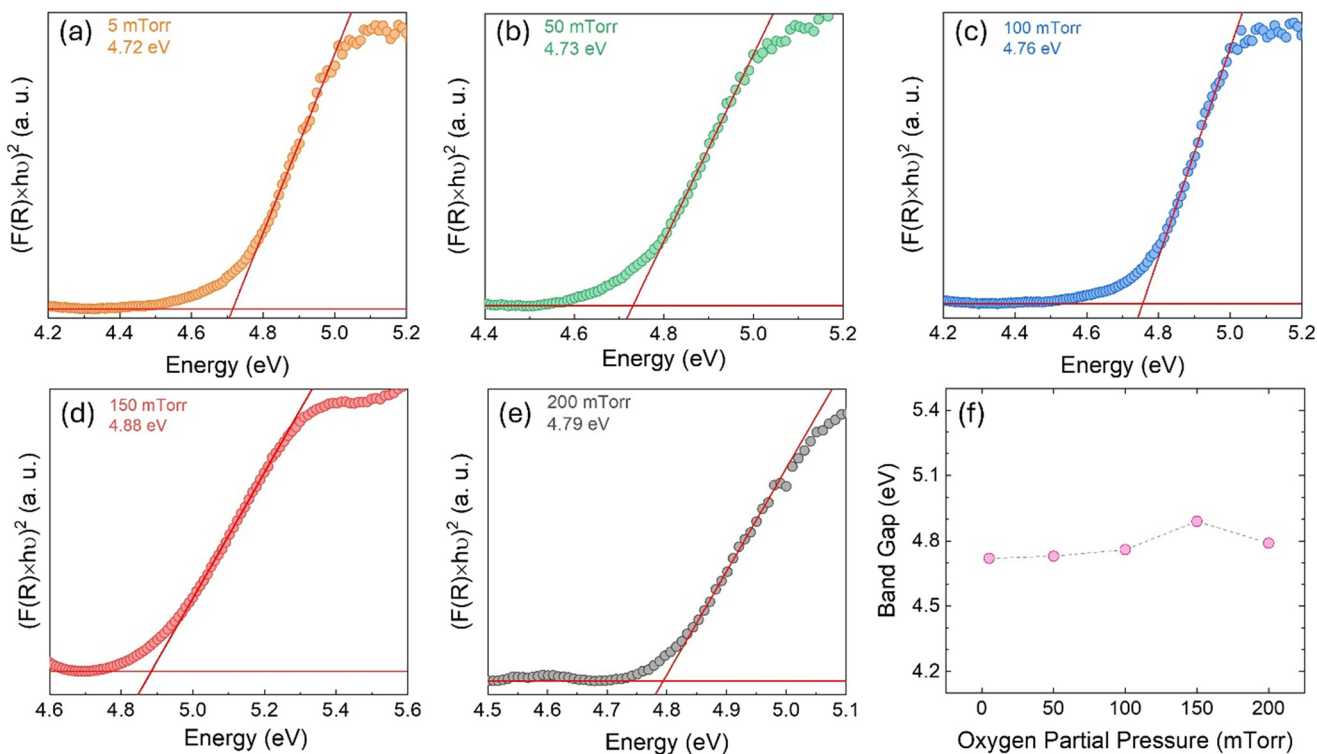 (a)
5 mTorr
4.72 eV
(F(R)×hυ)² (a. u.)
4.2 4.4 4.6 4.8 5.0 5.2
Energy (eV)
(b)
50 mTorr
4.73 eV
(F(R)×hυ)² (a. u.)
4.4 4.6 4.8 5.0 5.2
Energy (eV)
(c)
100 mTorr
4.76 eV
(F(R)×hυ)² (a. u.)
4.2 4.4 4.6 4.8 5.0 5.2
Energy (eV)
(d)
150 mTorr
4.88 eV
(F(R)×hυ)² (a. u.)
4.6 4.8 5.0 5.2 5.4 5.6
Energy (eV)
(e)
200 mTorr
4.79 eV
(F(R)×hυ)² (a. u.)
4.5 4.6 4.7 4.8 4.9 5.0 5.1
Energy (eV)
(f)
Band Gap (eV)
5.4
5.1
4.8
4.5
4.2
0 50 100 150 200
Oxygen Partial Pressure (mTorr)